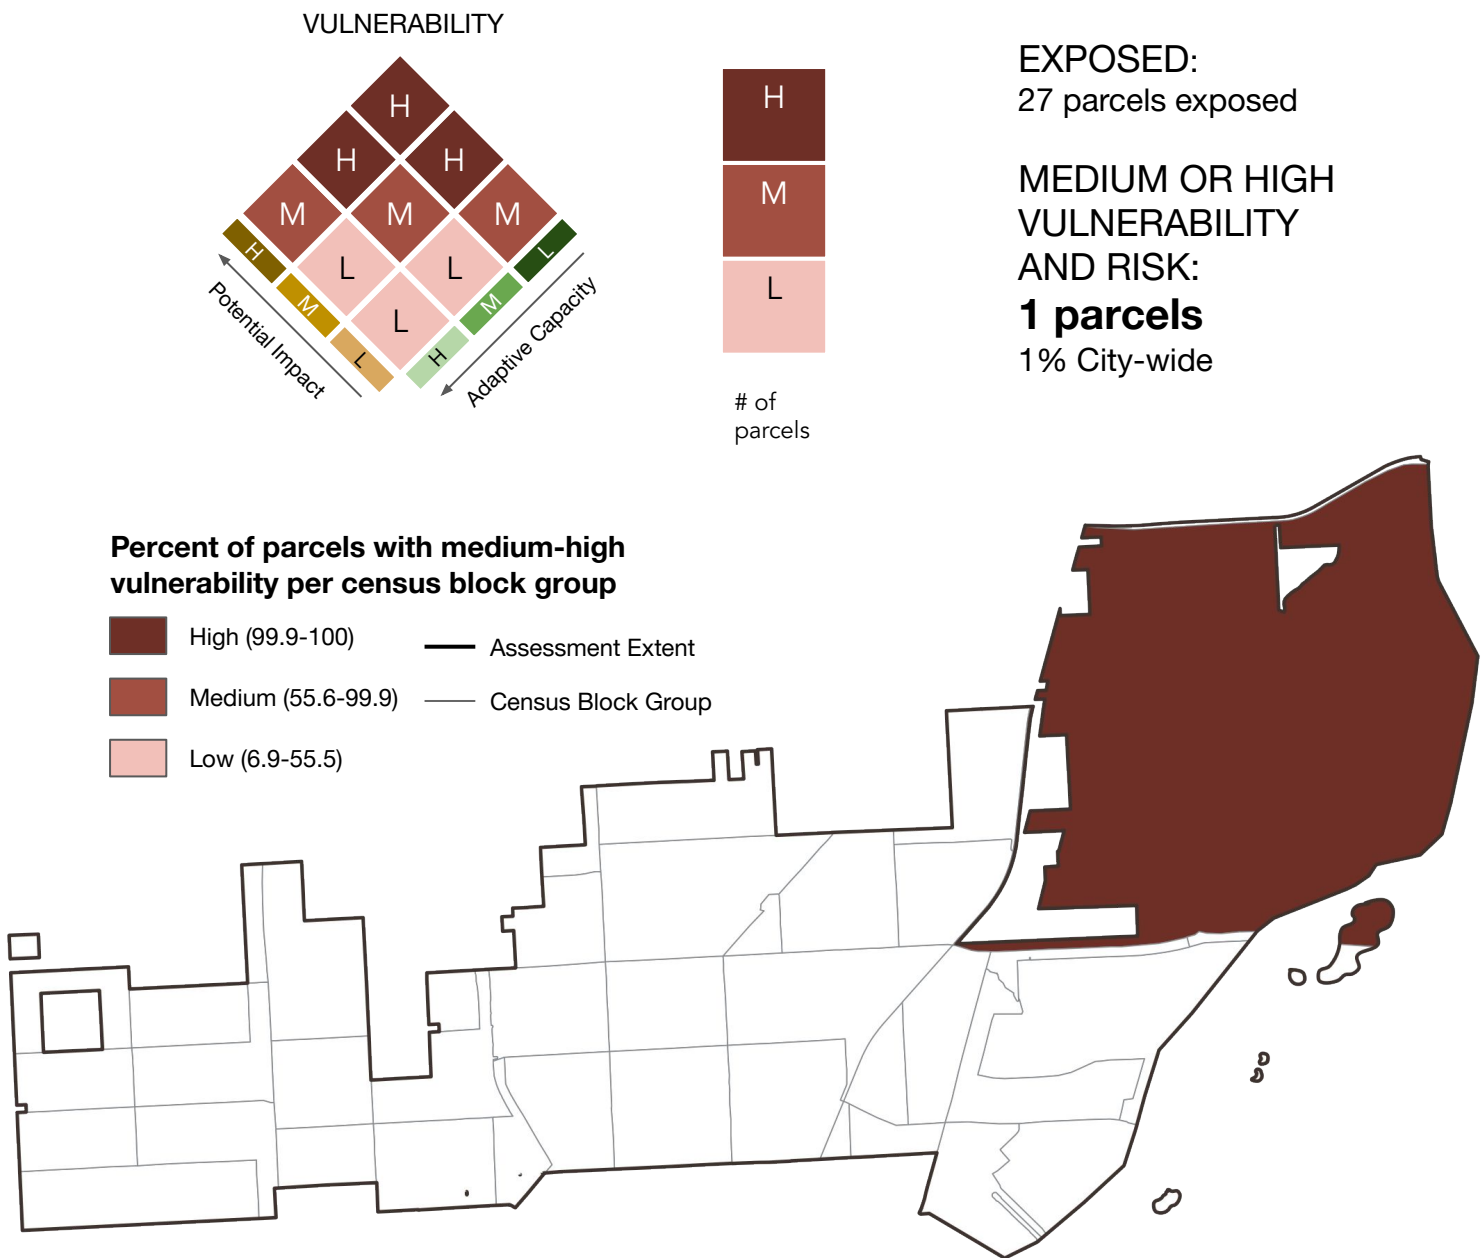 VULNERABILITY
H
H
H
M
M
M
L
L
L
H
M
L
L
M
H
Potential Impact
Adaptive Capacity
H
M
L
# of
parcels
EXPOSED:
27 parcels exposed
MEDIUM OR HIGH
VULNERABILITY
AND RISK:
1 parcels
1% City-wide
Percent of parcels with medium-high
vulnerability per census block group
High (99.9-100)
Medium (55.6-99.9)
Low (6.9-55.5)
Assessment Extent
Census Block Group